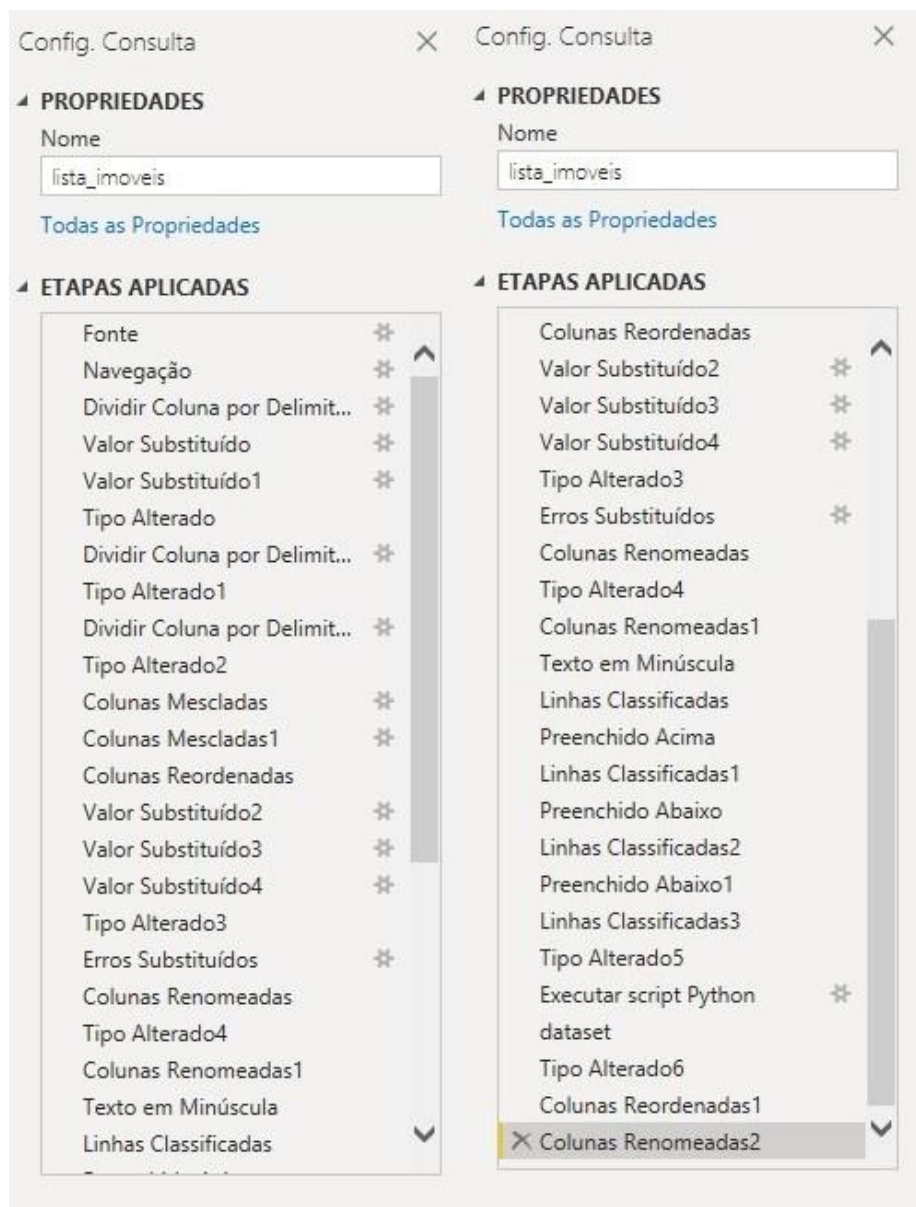 Config. Consulta
PROPRIEDADES
Nome
lista_imoveis
Todas as Propriedades
ETAPAS APLICADAS
Fonte
Navegação
Dividir Coluna por Delimit...
Valor Substituído
Valor Substituído1
Tipo Alterado
Dividir Coluna por Delimit...
Tipo Alterado1
Dividir Coluna por Delimit...
Tipo Alterado2
Colunas Mescladas
Colunas Mescladas1
Colunas Reordenadas
Valor Substituído2
Valor Substituído3
Valor Substituído4
Tipo Alterado3
Erros Substituídos
Colunas Renomeadas
Tipo Alterado4
Colunas Renomeadas1
Texto em Minúscula
Linhas Classificadas
Config. Consulta
PROPRIEDADES
Nome
lista_imoveis
Todas as Propriedades
ETAPAS APLICADAS
Colunas Reordenadas
Valor Substituído2
Valor Substituído3
Valor Substituído4
Tipo Alterado3
Erros Substituídos
Colunas Renomeadas
Tipo Alterado4
Colunas Renomeadas1
Texto em Minúscula
Linhas Classificadas
Preenchido Acima
Linhas Classificadas1
Preenchido Abaixo
Linhas Classificadas2
Preenchido Abaixo1
Linhas Classificadas3
Tipo Alterado5
Executar script Python
dataset
Tipo Alterado6
Colunas Reordenadas1
Colunas Renomeadas2